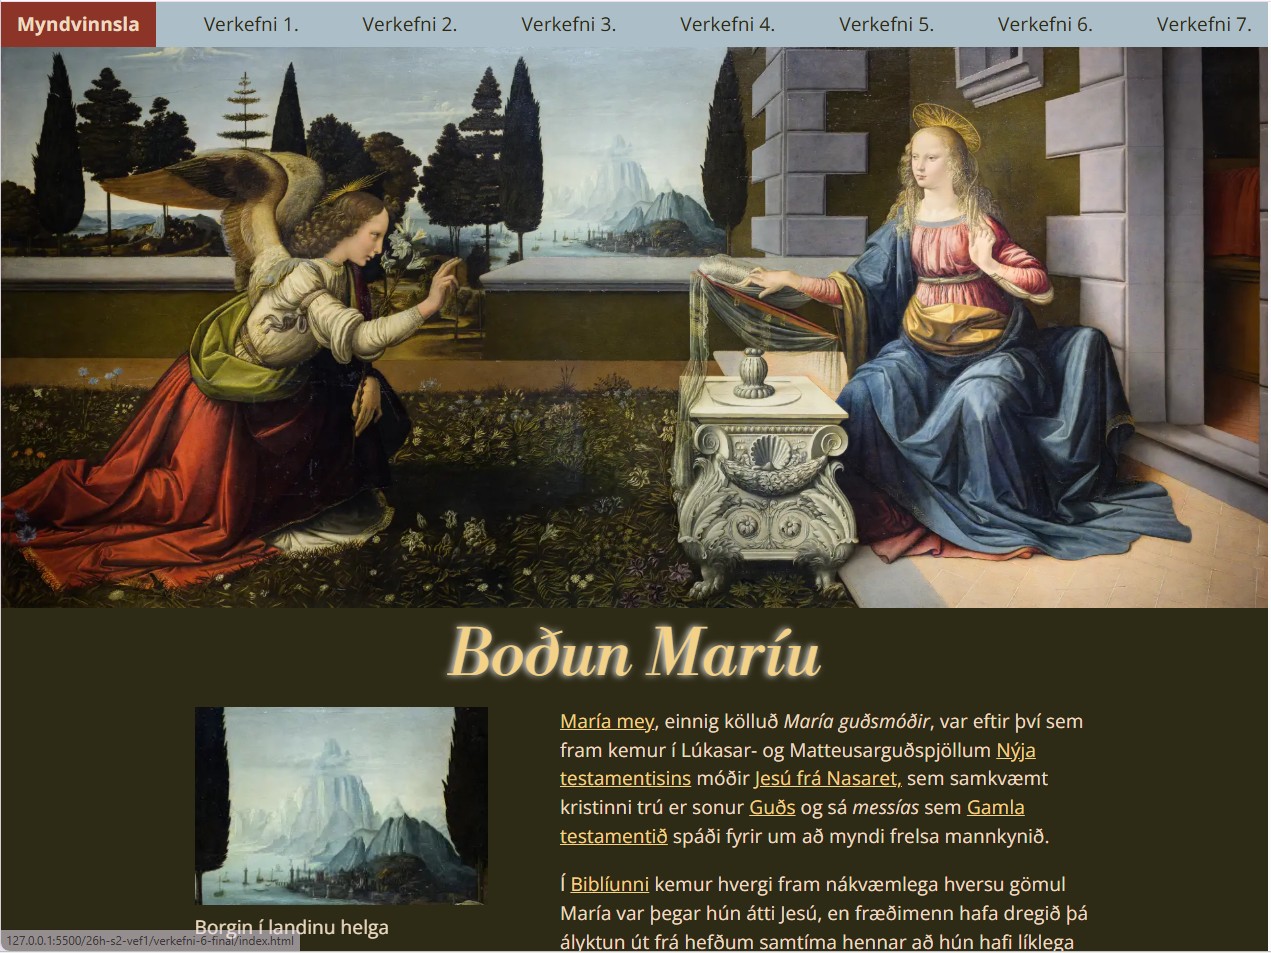 Myndvinnsla Verkefni 1. Verkefni 2. Verkefni 3. Verkefni 4. Verkefni 5. Verkefni 6. Verkefni 7.
Boðun Maríu
María mey, einnig kölluð María guðsmóðir, var eftir því sem
fram kemur í Lúkasar- og Matteusarguðspjöllum Nýja
testamentisins móðir Jesú frá Nasaret, sem samkvæmt
kristinni trú er sonur Guðs og sá messías sem Gamla
testamentið spáði fyrir um að myndi frelsa mannkynið.
Í Biblíunni kemur hvergi fram nákvæmlega hversu gömul
María var þegar hún átti Jesú, en fræðimenn hafa dregið þá
ályktun út frá hefðum samtíma hennar að hún hafi líklega
Borgin í landinu helga
127.0.0.1:5500/26h-s2-vef1/verkefni-6-final/index.html